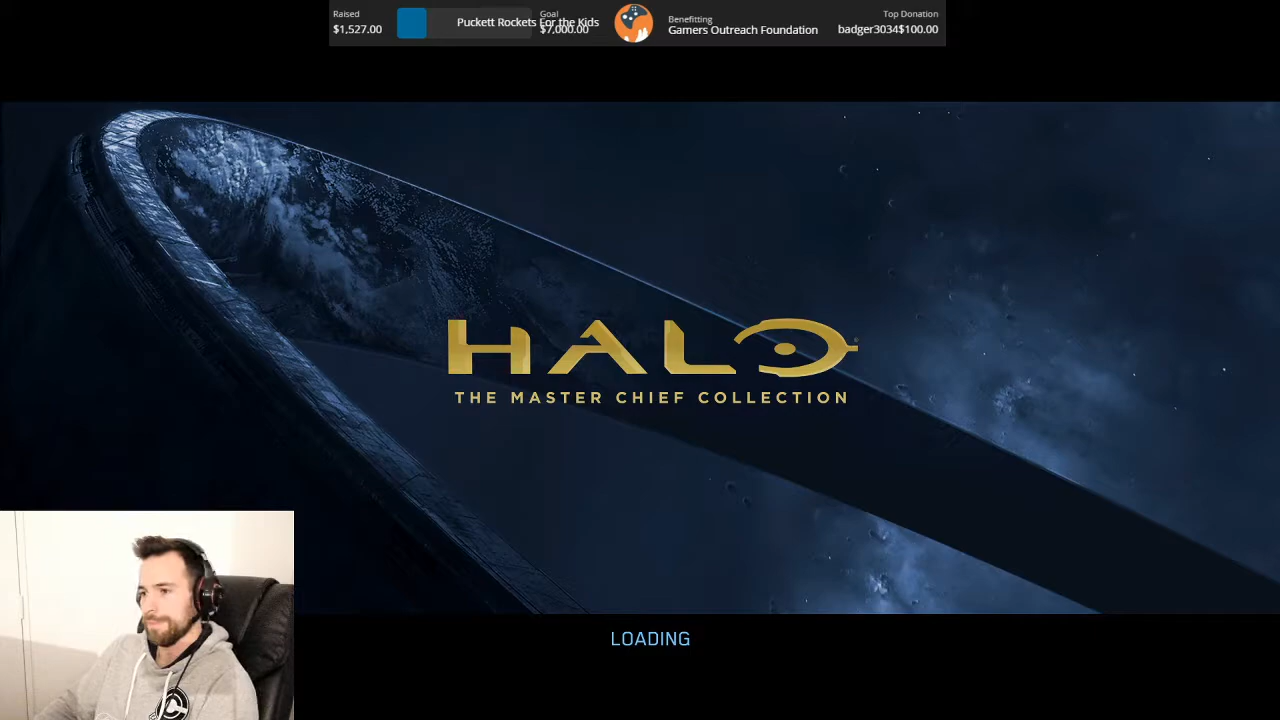 Raised
$1,527.00
Puckett Rockets For the Kids
Goal
$7,000.00
Benefitting
Gamers Outreach Foundation
Top Donation
badger3034$100.00
HALO
THE MASTER CHIEF COLLECTION
LOADING